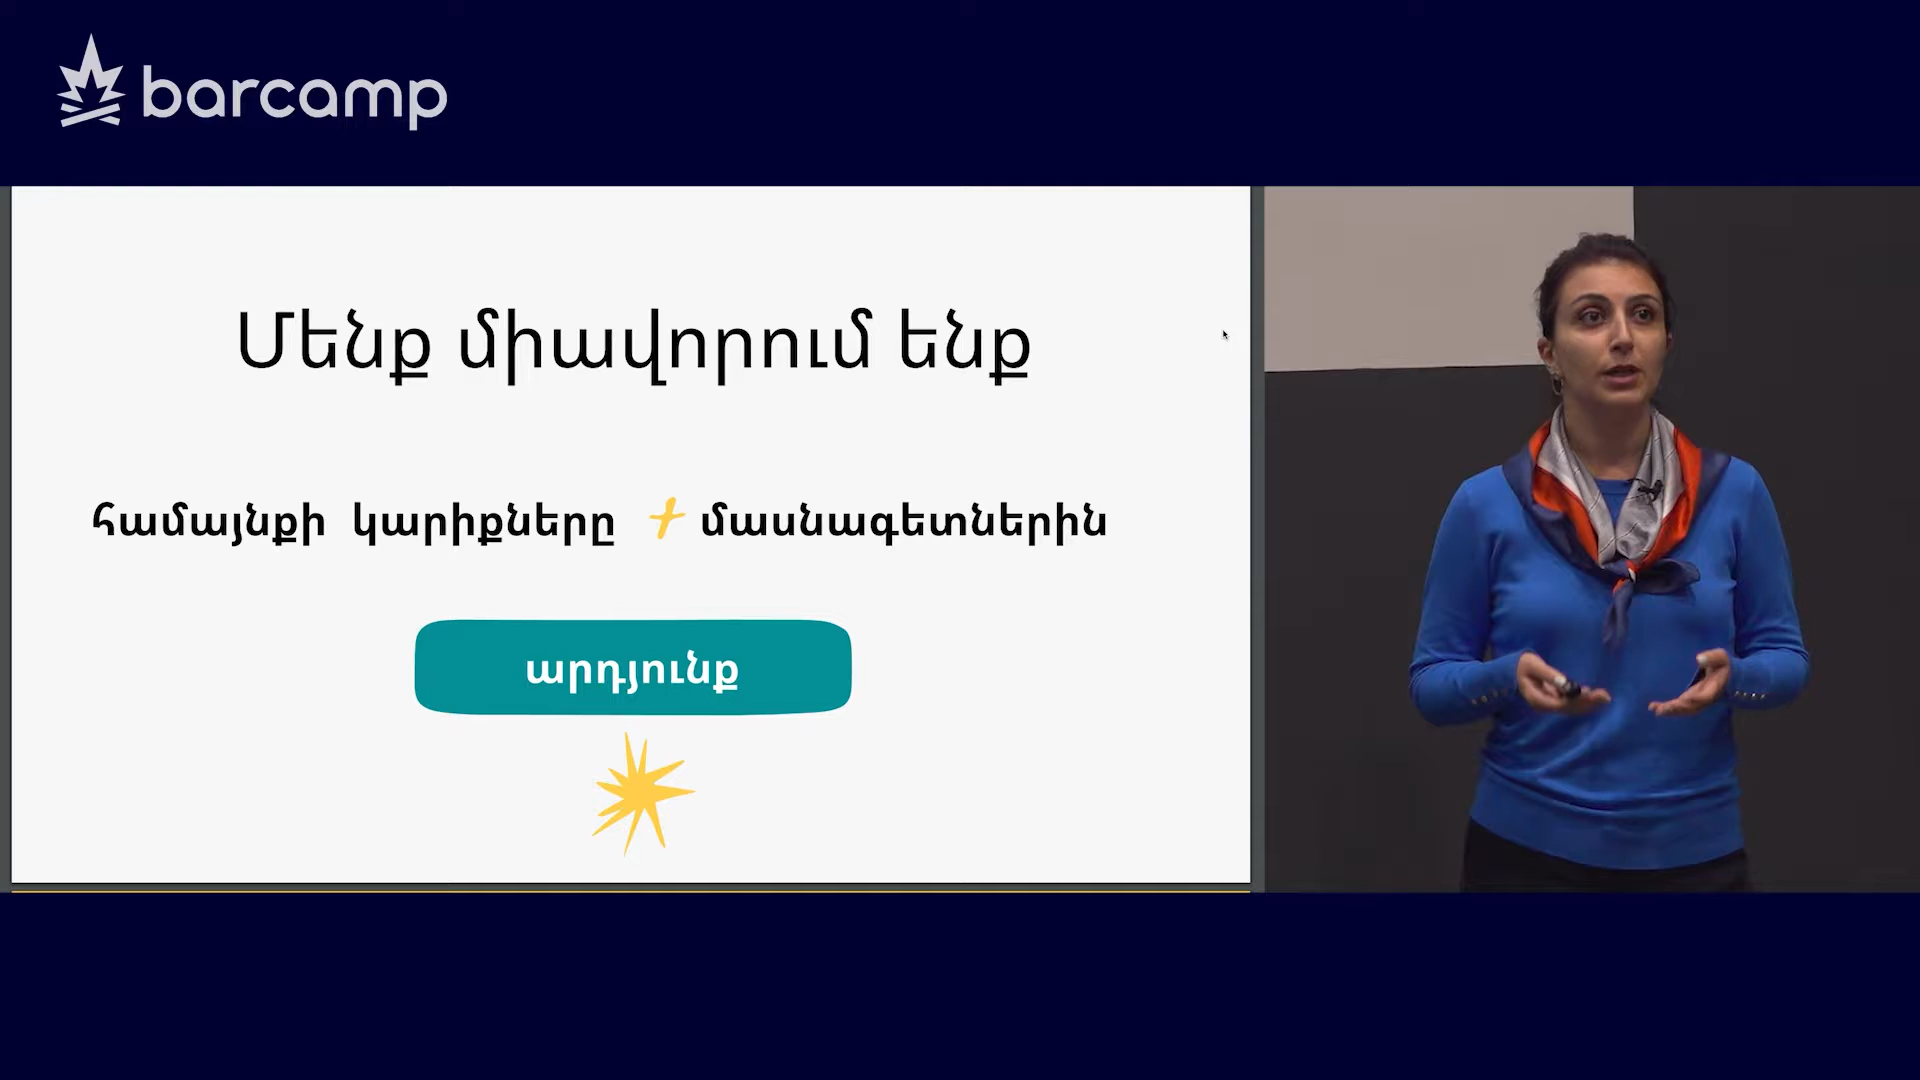 barcamp
Մենք միավորում ենք
համայնքի կարիքները + մասնագետներին
արդյունք